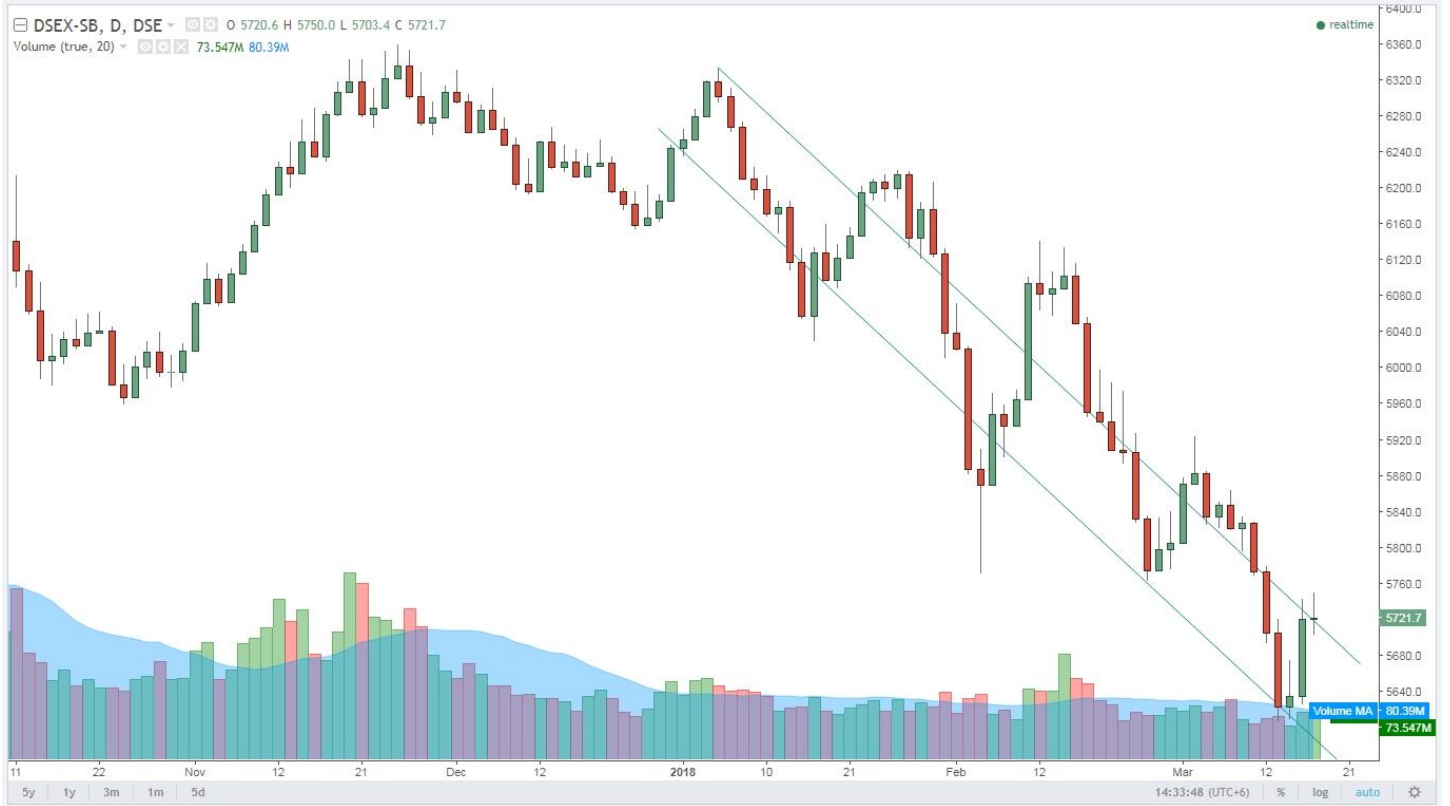 DSEX-SB, D, DSE O 5720.6 H 5750.0 L 5703.4 C 5721.7
realtime
Volume (true, 20) 73.547M 80.39M
6400.0
6360.0
6320.0
6280.0
6240.0
6200.0
6160.0
6120.0
6080.0
6040.0
6000.0
5960.0
5920.0
5880.0
5840.0
5800.0
5760.0
5721.7
5680.0
5640.0
Volume MA 80.39M
73.547M
11 22 Nov 12 21 Dec 12 2018 10 21 Feb 12 Mar 12 21
5y 1y 3m 1m 5d 14:33:48 (UTC+6) % log auto